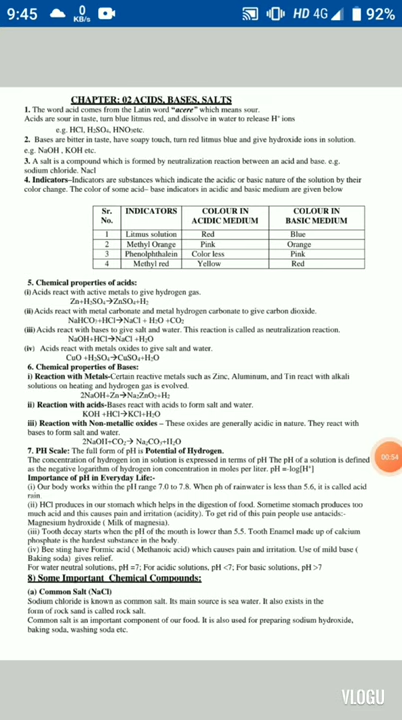 9:45
0
KB/s
HD 4G
92%
CHAPTER: 02 ACIDS, BASES, SALTS
1. The word acid comes from the Latin word "acere" which means sour.
Acids are sour in taste, turn blue litmus red, and dissolve in water to release H⁺ ions
e.g. HCl, H₂SO₄, HNO₃etc.
2. Bases are bitter in taste, have soapy touch, turn red litmus blue and give hydroxide ions in solution.
e.g. NaOH , KOH etc.
3. A salt is a compound which is formed by neutralization reaction between an acid and base. e.g.
sodium chloride. Nacl
4. Indicators–Indicators are substances which indicate the acidic or basic nature of the solution by their
color change. The color of some acid– base indicators in acidic and basic medium are given below
Sr. No. INDICATORS COLOUR IN ACIDIC MEDIUM COLOUR IN BASIC MEDIUM
1 Litmus solution Red Blue
2 Methyl Orange Pink Orange
3 Phenolphthalein Color less Pink
4 Methyl red Yellow Red
5. Chemical properties of acids:
(i)Acids react with active metals to give hydrogen gas.
Zn+H₂SO₄→ZnSO₄+H₂
(ii) Acids react with metal carbonate and metal hydrogen carbonate to give carbon dioxide.
NaHCO₃+HCl→NaCl + H₂O +CO₂
(iii) Acids react with bases to give salt and water. This reaction is called as neutralization reaction.
NaOH+HCl→NaCl +H₂O
(iv) Acids react with metals oxides to give salt and water.
CuO +H₂SO₄→CuSO₄+H₂O
6. Chemical properties of Bases:
i) Reaction with Metals-Certain reactive metals such as Zinc, Aluminum, and Tin react with alkali
solutions on heating and hydrogen gas is evolved.
2NaOH+Zn→Na₂ZnO₂+H₂
ii) Reaction with acids-Bases react with acids to form salt and water.
KOH +HCl→KCl+H₂O
iii) Reaction with Non-metallic oxides – These oxides are generally acidic in nature. They react with
bases to form salt and water.
2NaOH+CO₂→ Na₂CO₃+H₂O
7. PH Scale: The full form of pH is Potential of Hydrogen.
The concentration of hydrogen ion in solution is expressed in terms of pH The pH of a solution is defined
as the negative logarithm of hydrogen ion concentration in moles per liter. pH =-log[H⁺]
00:54
Importance of pH in Everyday Life:-
(i) Our body works within the pH range 7.0 to 7.8. When ph of rainwater is less than 5.6, it is called acid
rain
(ii) HCl produces in our stomach which helps in the digestion of food. Sometime stomach produces too
much acid and this causes pain and irritation (acidity). To get rid of this pain people use antacids:-
Magnesium hydroxide ( Milk of magnesia).
(iii) Tooth decay starts when the pH of the mouth is lower than 5.5. Tooth Enamel made up of calcium
phosphate is the hardest substance in the body.
(iv) Bee sting have Formic acid ( Methanoic acid) which causes pain and irritation. Use of mild base (
Baking soda) gives relief.
For water neutral solutions, pH =7; For acidic solutions, pH <7; For basic solutions, pH >7
8) Some Important Chemical Compounds:
(a) Common Salt (NaCl)
Sodium chloride is known as common salt. Its main source is sea water. It also exists in the
form of rock sand is called rock salt.
Common salt is an important component of our food. It is also used for preparing sodium hydroxide,
baking soda, washing soda etc.
VLOGU